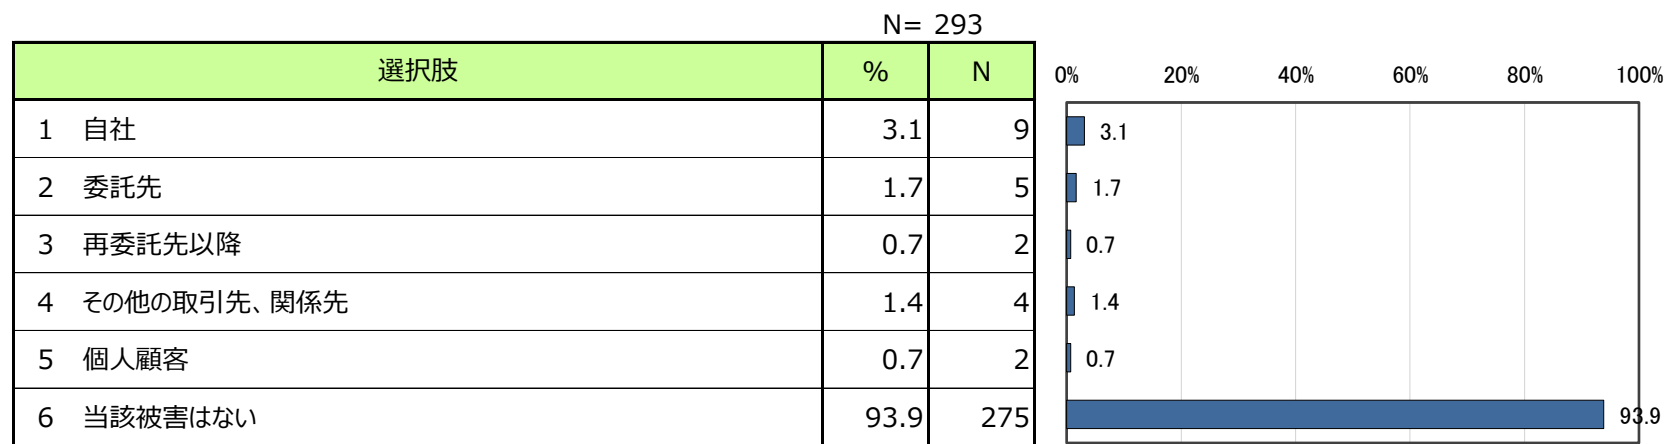 N= 293
選択肢 % N
0% 20% 40% 60% 80% 100%
1 自社 3.1 9
3.1
2 委託先 1.7 5
1.7
3 再委託先以降 0.7 2
0.7
4 その他の取引先、関係先 1.4 4
1.4
5 個人顧客 0.7 2
0.7
6 当該被害はない 93.9 275
93.9